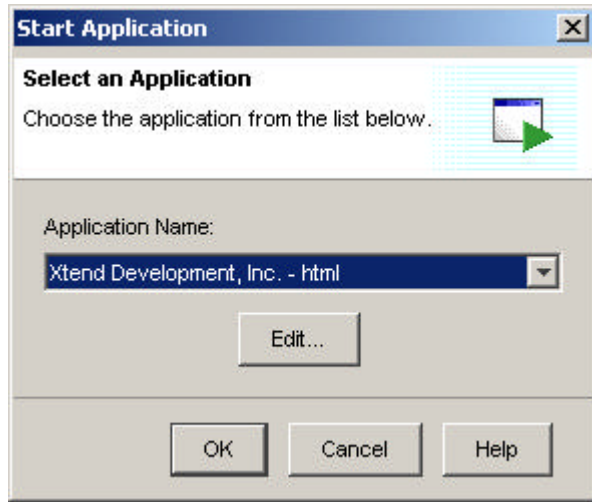 Start Application
Select an Application
Choose the application from the list below.
Application Name:
Xtend Development, Inc. - html
Edit...
OK
Cancel
Help